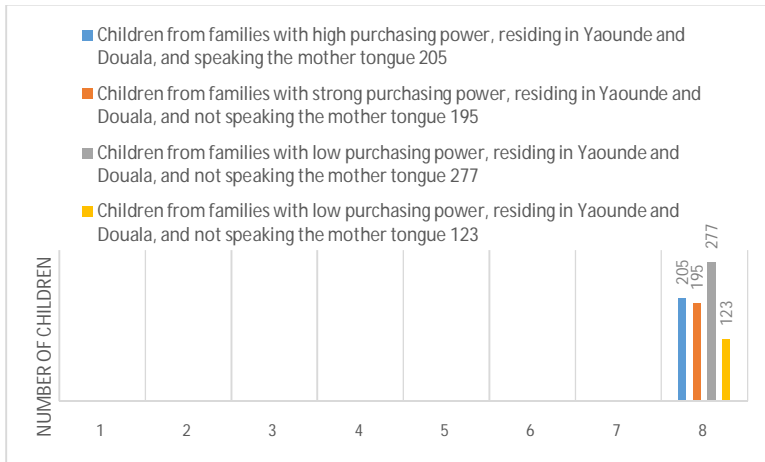 Children from families with high purchasing power, residing in Yaounde and
Douala, and speaking the mother tongue 205
Children from families with strong purchasing power, residing in Yaounde and
Douala, and not speaking the mother tongue 195
Children from families with low purchasing power, residing in Yaounde and
Douala, and not speaking the mother tongue 277
Children from families with low purchasing power, residing in Yaounde and
Douala, and not speaking the mother tongue 123
NUMBER OF CHILDREN
205
195
277
123
1 2 3 4 5 6 7 8